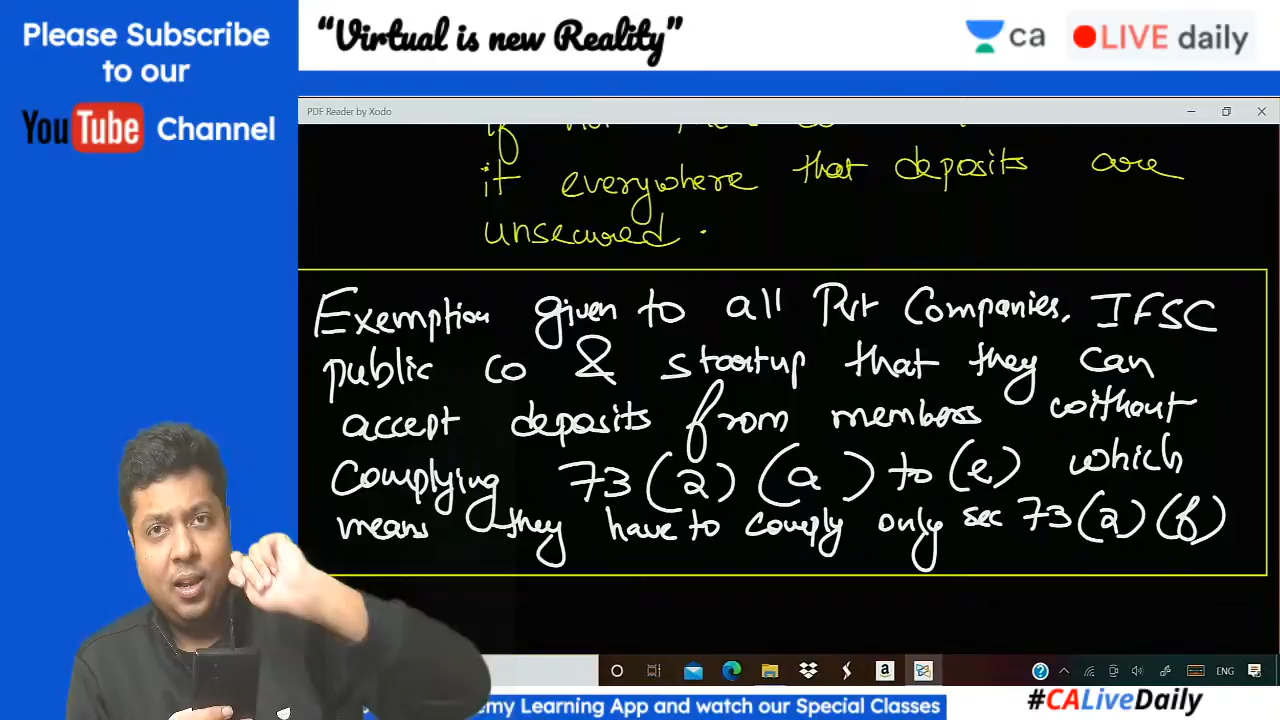 Please Subscribe
to our
YouTube Channel
"Virtual is new Reality"
ca
LIVE daily
PDF Reader by Xodo
if not
it everywhere that deposits are
unsecured.
Exemption given to all Pvt Companies, IFSC
public co & startup that they can
accept deposits from members without
complying 73(2) (a) to (e) which
means they have to comply only sec 73(2)(f)
ENG
emy Learning App and watch our Special Classes
#CALiveDaily